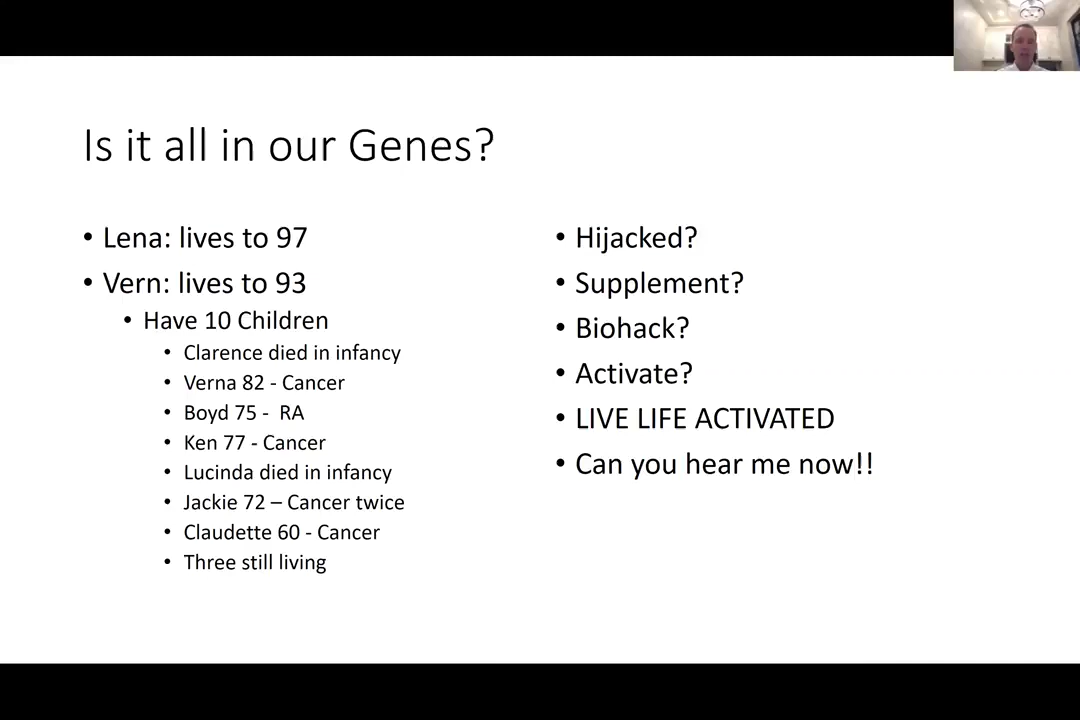 Is it all in our Genes?
• Lena: lives to 97
• Vern: lives to 93
• Have 10 Children
• Clarence died in infancy
• Verna 82 - Cancer
• Boyd 75 -  RA
• Ken 77 - Cancer
• Lucinda died in infancy
• Jackie 72 – Cancer twice
• Claudette 60 - Cancer
• Three still living
• Hijacked?
• Supplement?
• Biohack?
• Activate?
• LIVE LIFE ACTIVATED
• Can you hear me now!!